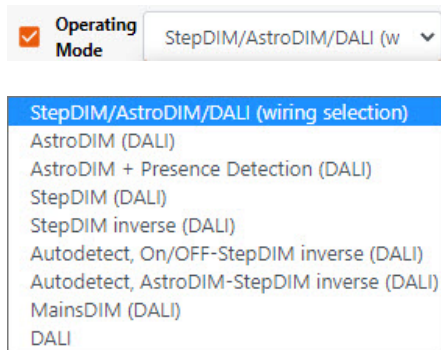 Operating
Mode
StepDIM/AstroDIM/DALI (w
StepDIM/AstroDIM/DALI (wiring selection)
AstroDIM (DALI)
AstroDIM + Presence Detection (DALI)
StepDIM (DALI)
StepDIM inverse (DALI)
Autodetect, On/OFF-StepDIM inverse (DALI)
Autodetect, AstroDIM-StepDIM inverse (DALI)
MainsDIM (DALI)
DALI